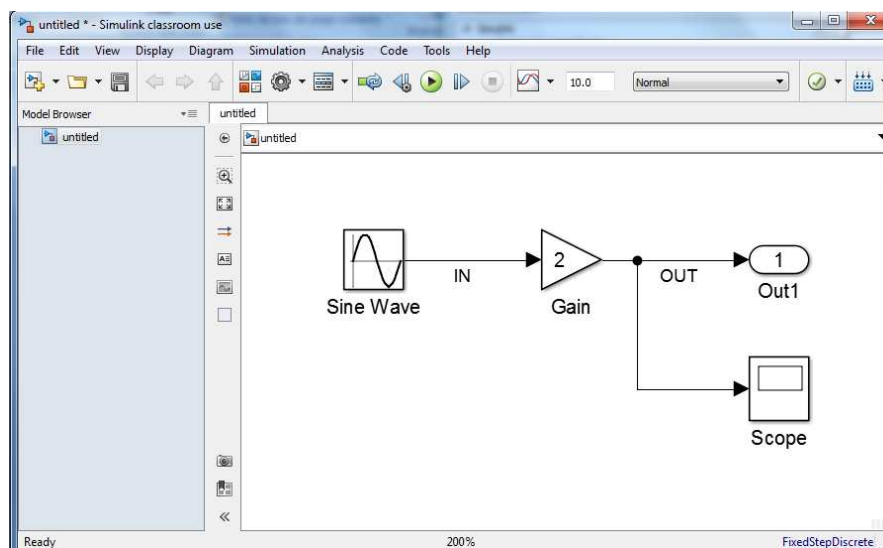 untitled * - Simulink classroom use
File Edit View Display Diagram Simulation Analysis Code Tools Help
10.0 Normal
Model Browser
untitled
untitled
untitled
2
1
IN
OUT
Sine Wave
Gain
Out1
Scope
Ready
200%
FixedStepDiscrete